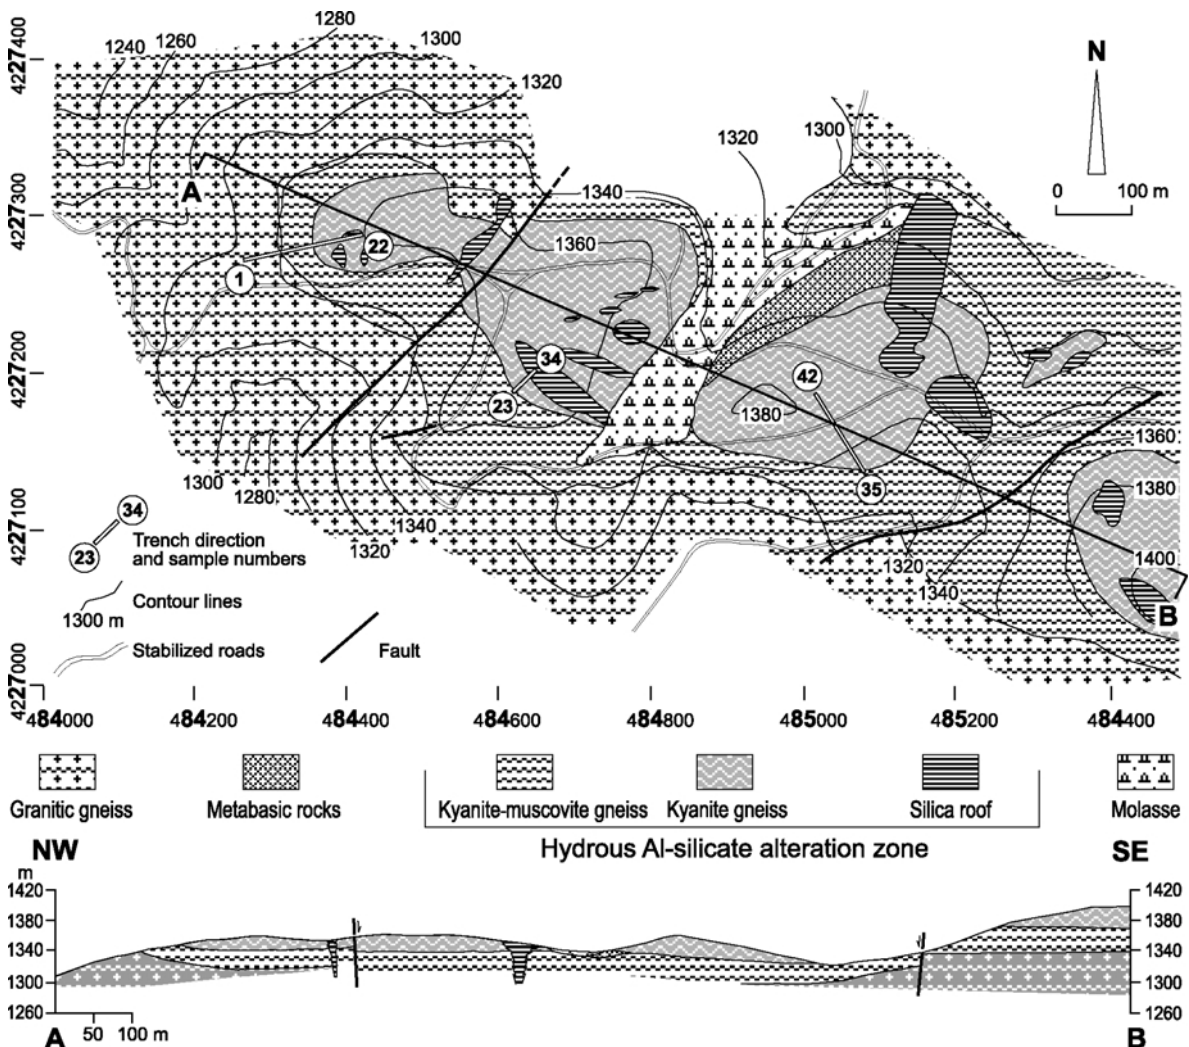 4227400
4227300
4227200
4227100
4227000
1240
1260
1280
1300
1320
A
1340
1360
1320
1300
N
0 100 m
22
1
34
23
42
35
1380
1360
1380
1400
B
1300
1280
1340
1320
1320
1340
34
23
Trench direction
and sample numbers
1300 m
Contour lines
Stabilized roads
Fault
484000
484200
484400
484600
484800
485000
485200
484400
Granitic gneiss
Metabasic rocks
Kyanite-muscovite gneiss
Kyanite gneiss
Silica roof
Molasse
Hydrous Al-silicate alteration zone
NW
SE
m
1420
1380
1340
1300
1260
1420
1380
1340
1300
1260
A
50 100 m
B